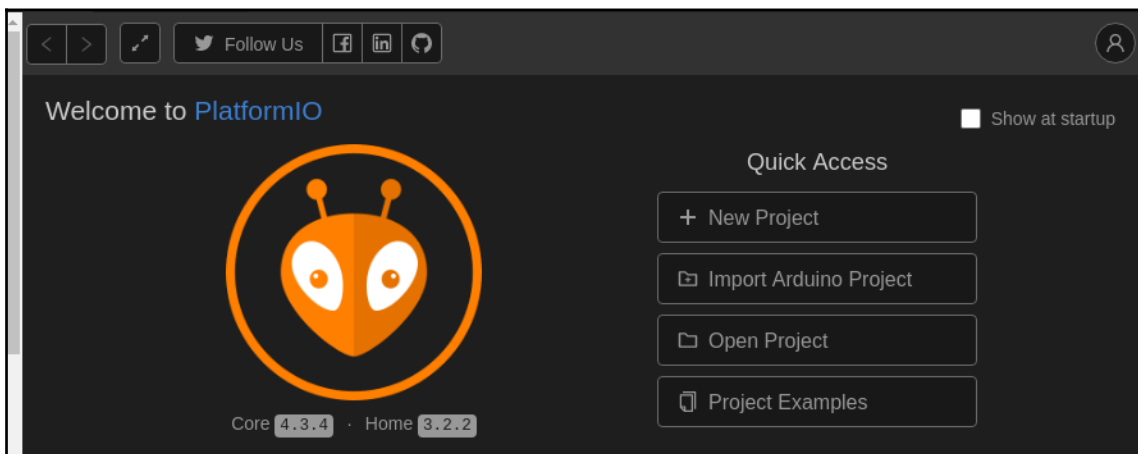 Follow Us
Welcome to PlatformIO
Show at startup
Quick Access
New Project
Import Arduino Project
Open Project
Project Examples
Core 4.3.4 · Home 3.2.2